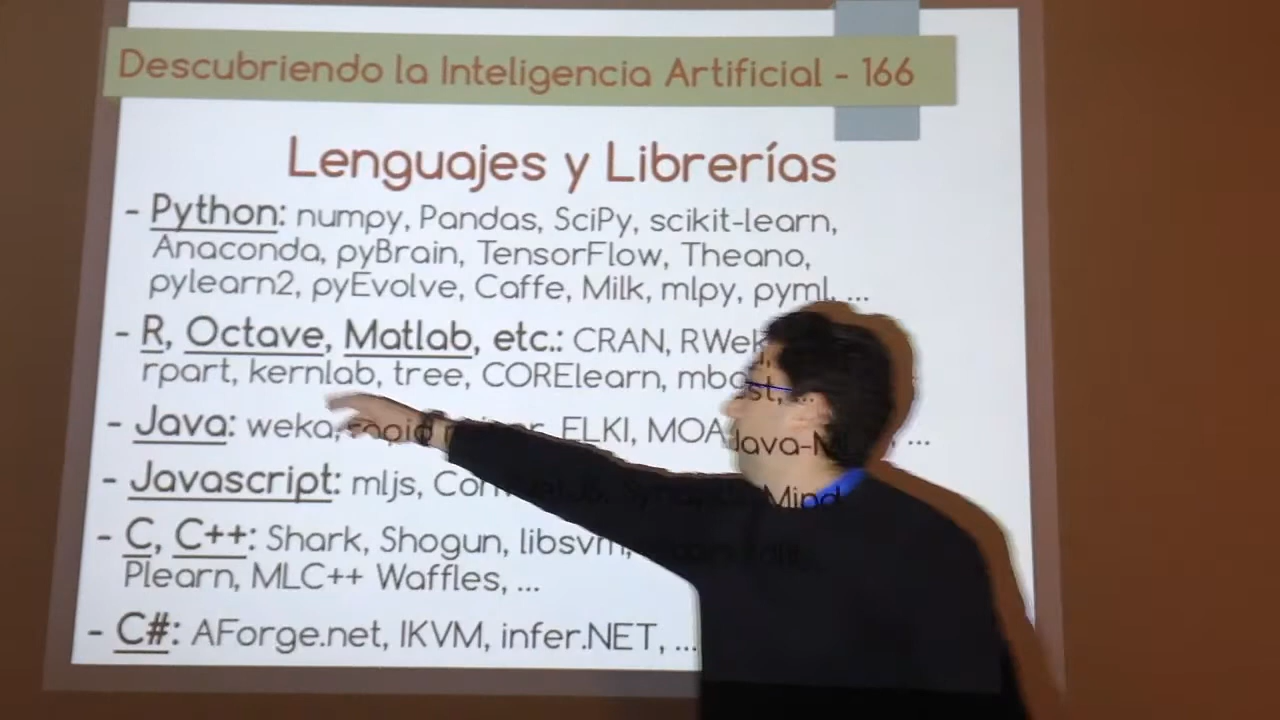 Descubriendo la Inteligencia Artificial - 166
Lenguajes y Librerías
- Python: numpy, Pandas, SciPy, scikit-learn,
Anaconda, pyBrain, TensorFlow, Theano,
pylearn2, pyEvolve, Caffe, Milk, mlpy, pyml, ...
- R, Octave, Matlab, etc.: CRAN,
rpart, kernlab, tree, CORElearn,
- Java: weka, ELKI, MOA, ...
- Javascript: mljs,
- C, C++: Shark, Shogun, libsvm,
Plearn, MLC++ Waffles, ...
- C#: AForge.net, IKVM, infer.NET, ...